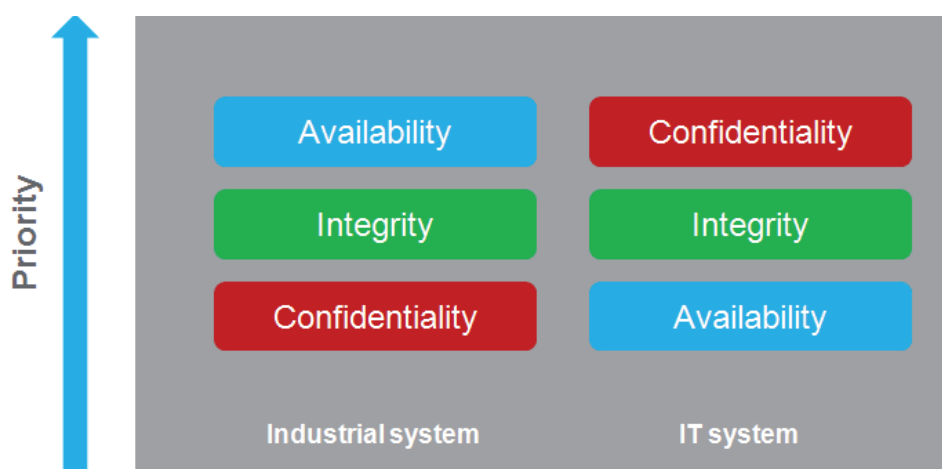 Priority
Availability
Confidentiality
Integrity
Integrity
Confidentiality
Availability
Industrial system
IT system